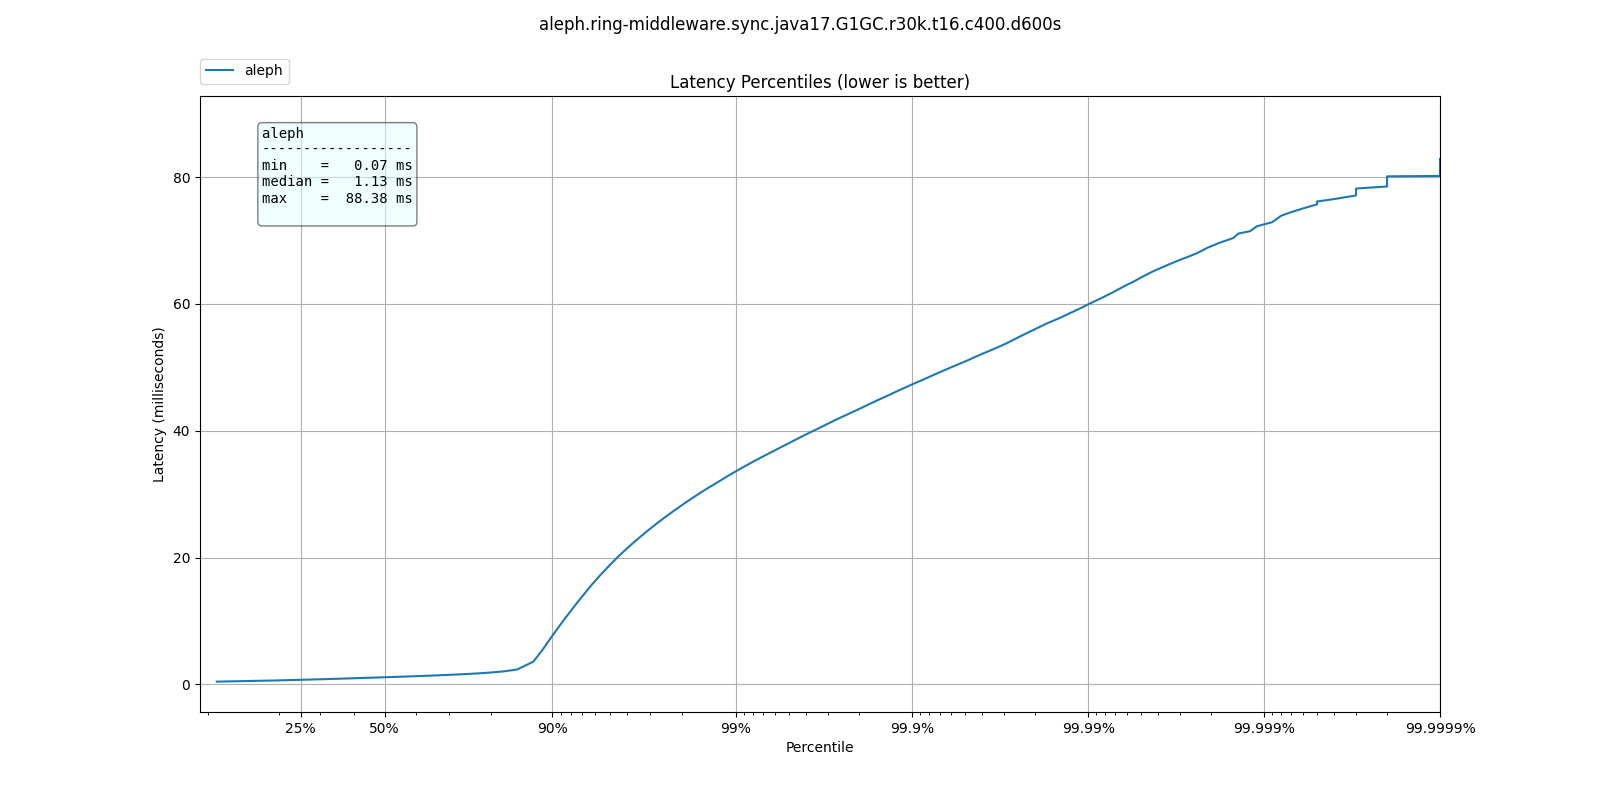 aleph.ring-middleware.sync.java17.G1GC.r30k.t16.c400.d600s
aleph
Latency Percentiles (lower is better)
aleph
------------------
min    =   0.07 ms
median =   1.13 ms
max    =  88.38 ms
80
60
40
20
0
Latency (milliseconds)
25% 50% 90% 99% 99.9% 99.99% 99.999% 99.9999%
Percentile